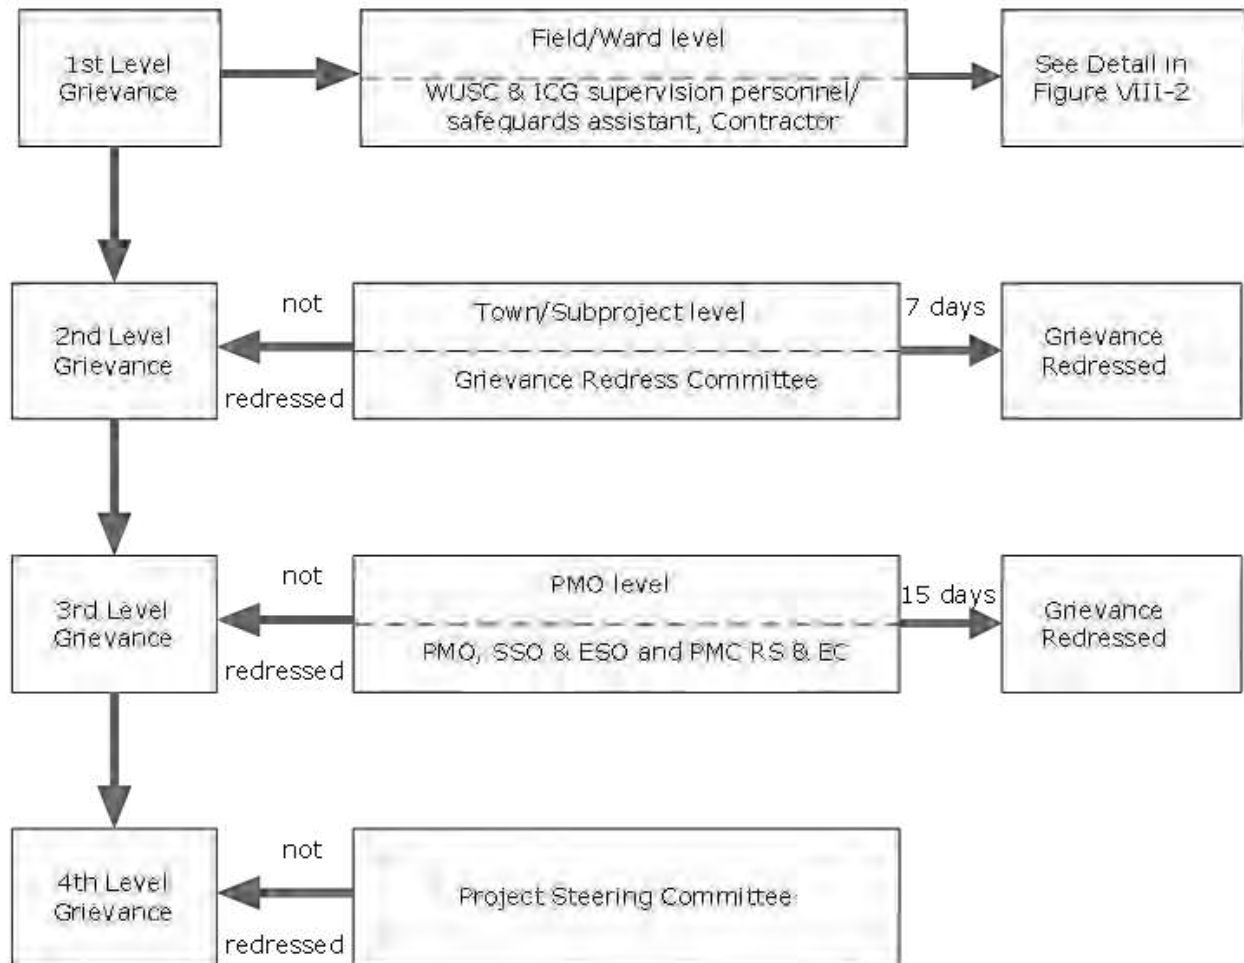 1st Level
Grievance
Field/Ward level
WUSC & ICG supervision personnel/
safeguards assistant, Contractor
See Detail in
Figure VIII-2
2nd Level
Grievance
not
redressed
Town/Subproject level
Grievance Redress Committee
7 days
Grievance
Redressed
3rd Level
Grievance
not
redressed
PMO level
PMO, SSO & ESO and PMC RS & EC
15 days
Grievance
Redressed
4th Level
Grievance
not
redressed
Project Steering Committee